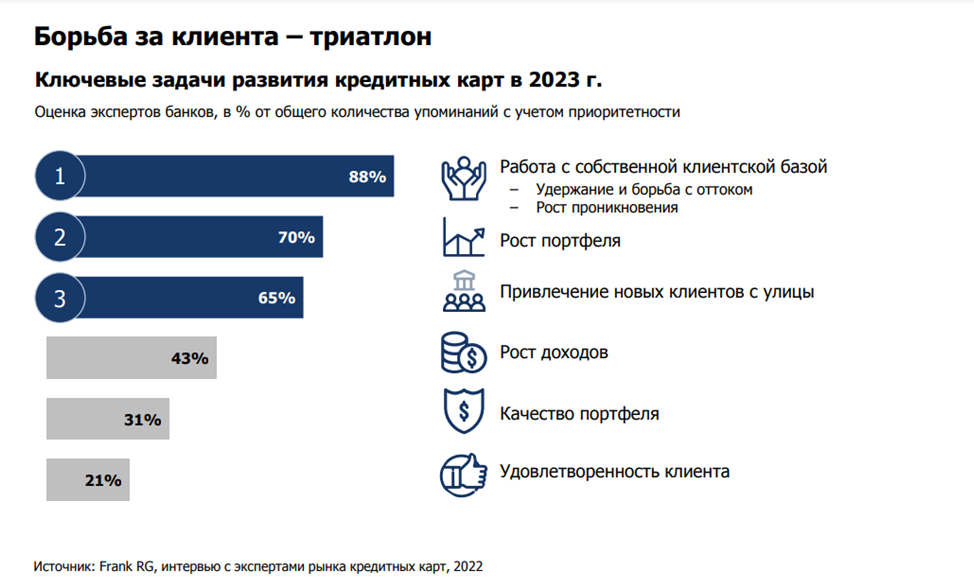 Борьба за клиента – триатлон
Ключевые задачи развития кредитных карт в 2023 г.
Оценка экспертов банков, в % от общего количества упоминаний с учетом приоритетности
1
88%
Работа с собственной клиентской базой
– Удержание и борьба с оттоком
– Рост проникновения
2
70%
Рост портфеля
3
65%
Привлечение новых клиентов с улицы
43%
Рост доходов
31%
Качество портфеля
21%
Удовлетворенность клиента
Источник: Frank RG, интервью с экспертами рынка кредитных карт, 2022